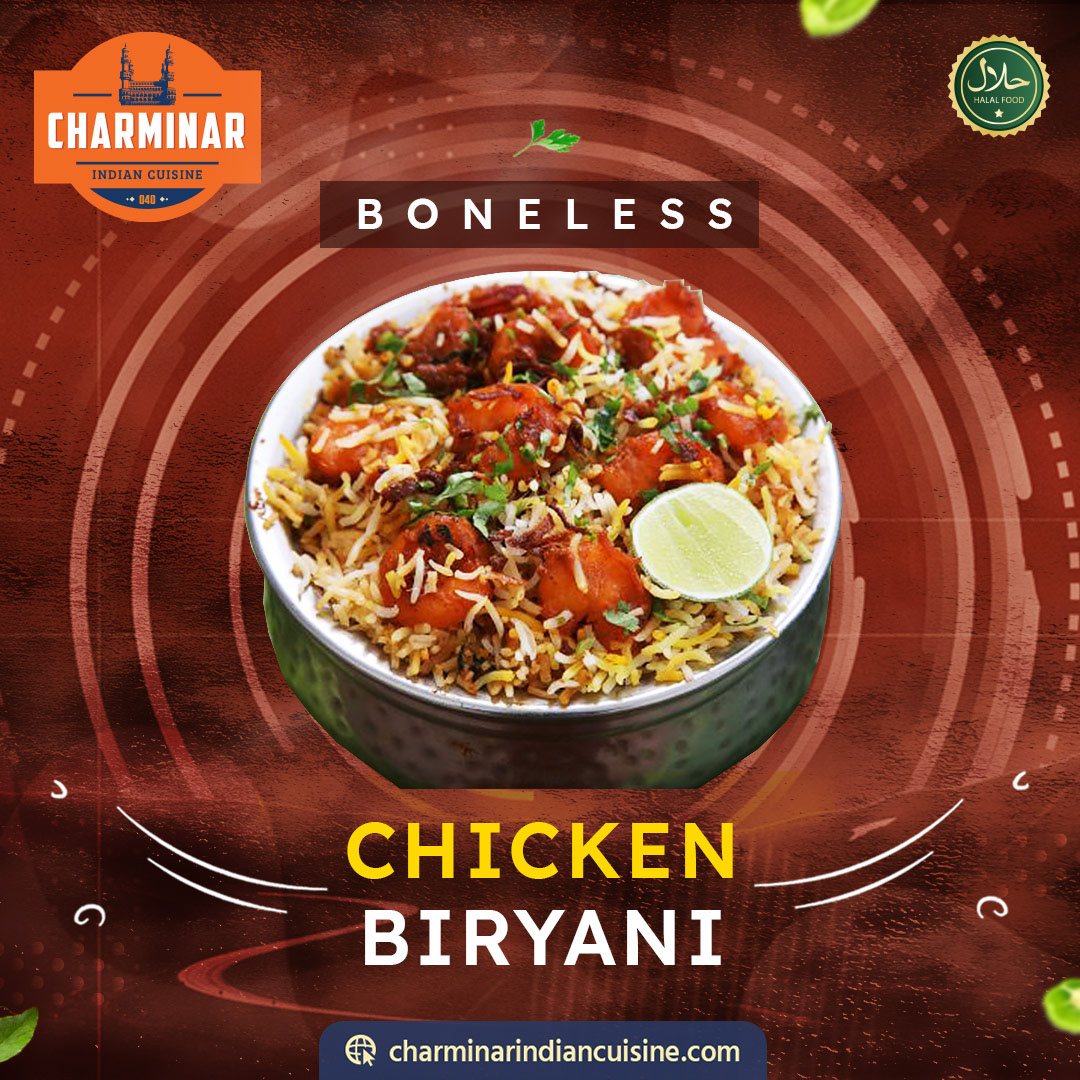 CHARMINAR
INDIAN CUISINE
040
حلال
HALAL FOOD
BONELESS
CHICKEN
BIRYANI
charminarindiancuisine.com